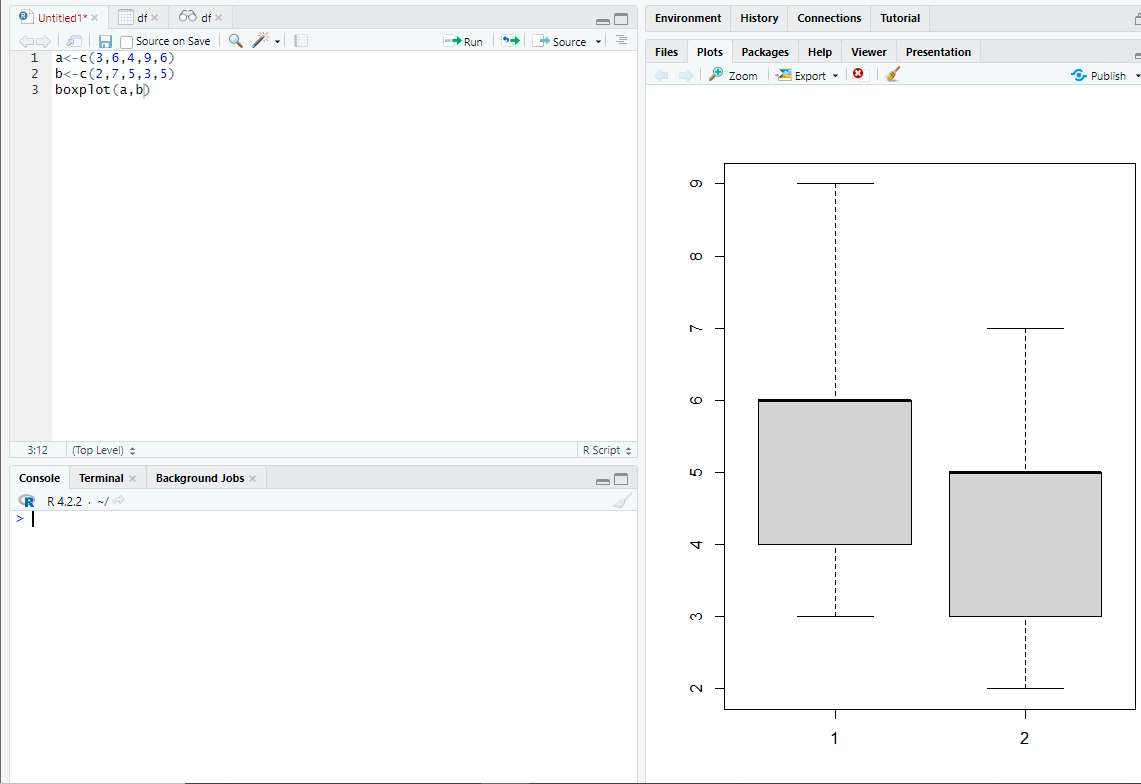 Untitled1* df df
Source on Save Run Source
1 a<-c(3,6,4,9,6)
2 b<-c(2,7,5,3,5)
3 boxplot(a,b)
3:12 (Top Level) R Script
Console Terminal Background Jobs
R 4.2.2 · ~/
>
Environment History Connections Tutorial
Files Plots Packages Help Viewer Presentation
Zoom Export Publish
9
8
7
6
5
4
3
2
1 2